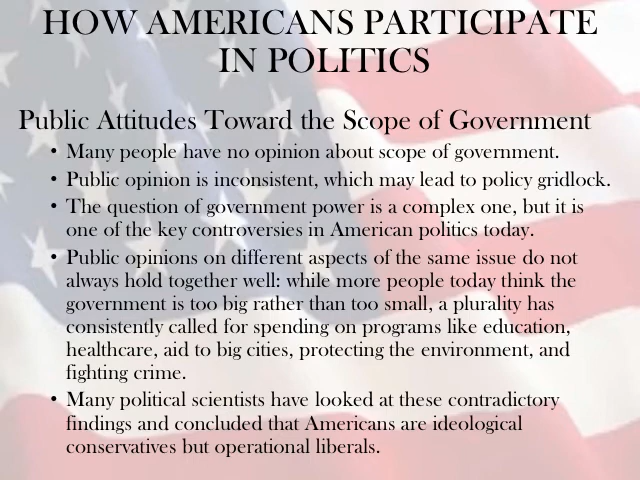 HOW AMERICANS PARTICIPATE
IN POLITICS
Public Attitudes Toward the Scope of Government
• Many people have no opinion about scope of government.
• Public opinion is inconsistent, which may lead to policy gridlock.
• The question of government power is a complex one, but it is
one of the key controversies in American politics today.
• Public opinions on different aspects of the same issue do not
always hold together well: while more people today think the
government is too big rather than too small, a plurality has
consistently called for spending on programs like education,
healthcare, aid to big cities, protecting the environment, and
fighting crime.
• Many political scientists have looked at these contradictory
findings and concluded that Americans are ideological
conservatives but operational liberals.